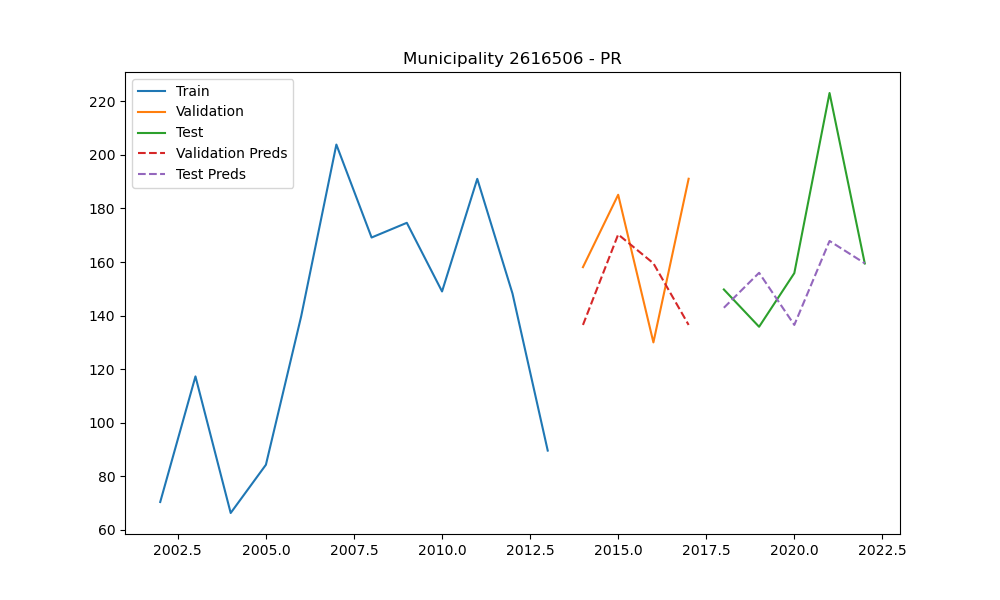 Municipality 2616506 - PR
Train
Validation
Test
Validation Preds
Test Preds
220
200
180
160
140
120
100
80
60
2002.5 2005.0 2007.5 2010.0 2012.5 2015.0 2017.5 2020.0 2022.5